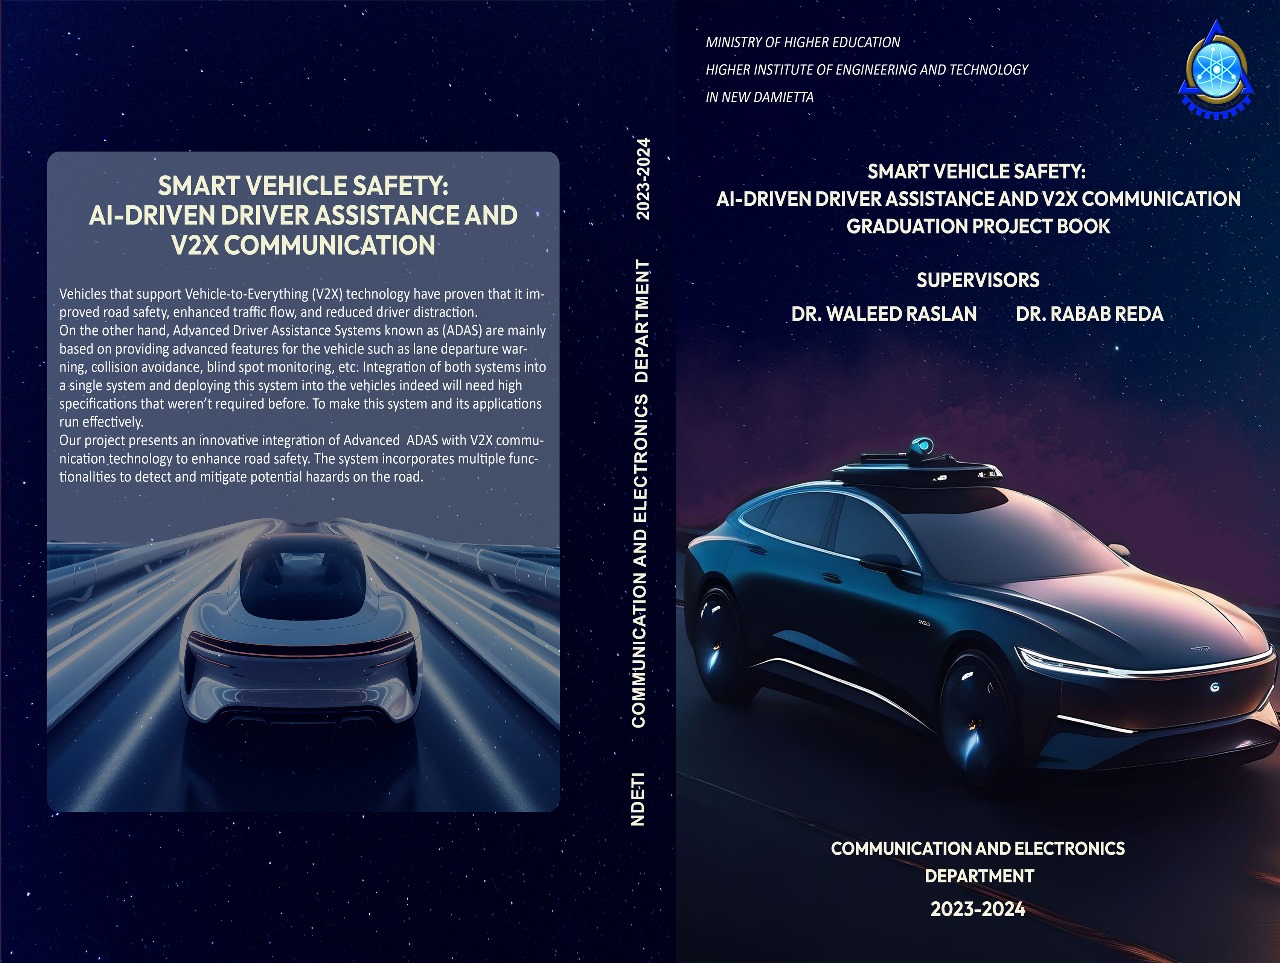 SMART VEHICLE SAFETY:
AI-DRIVEN DRIVER ASSISTANCE AND
V2X COMMUNICATION
Vehicles that support Vehicle-to-Everything (V2X) technology have proven that it im-
proved road safety, enhanced traffic flow, and reduced driver distraction.
On the other hand, Advanced Driver Assistance Systems known as (ADAS) are mainly
based on providing advanced features for the vehicle such as lane departure war-
ning, collision avoidance, blind spot monitoring, etc. Integration of both systems into
a single system and deploying this system into the vehicles indeed will need high
specifications that weren't required before. To make this system and its applications
run effectively.
Our project presents an innovative integration of Advanced ADAS with V2X commu-
nication technology to enhance road safety. The system incorporates multiple func-
tionalities to detect and mitigate potential hazards on the road.
NDETI COMMUNICATION AND ELECTRONICS DEPARTMENT 2023-2024
MINISTRY OF HIGHER EDUCATION
HIGHER INSTITUTE OF ENGINEERING AND TECHNOLOGY
IN NEW DAMIETTA
SMART VEHICLE SAFETY:
AI-DRIVEN DRIVER ASSISTANCE AND V2X COMMUNICATION
GRADUATION PROJECT BOOK
SUPERVISORS
DR. WALEED RASLAN DR. RABAB REDA
COMMUNICATION AND ELECTRONICS
DEPARTMENT
2023-2024